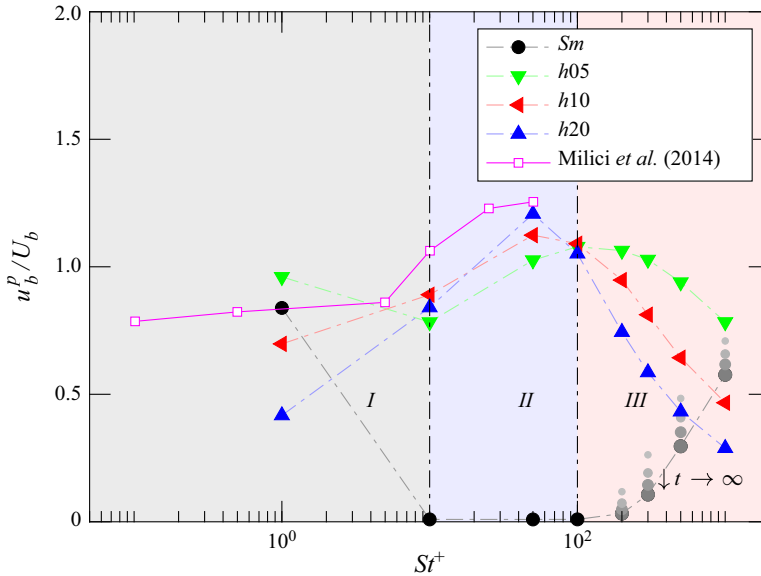 2.0
1.5
1.0
0.5
0
u_b^p/U_b
Sm
h05
h10
h20
Milici et al. (2014)
I
II
III
↓ t → ∞
10^0
10^2
St^+